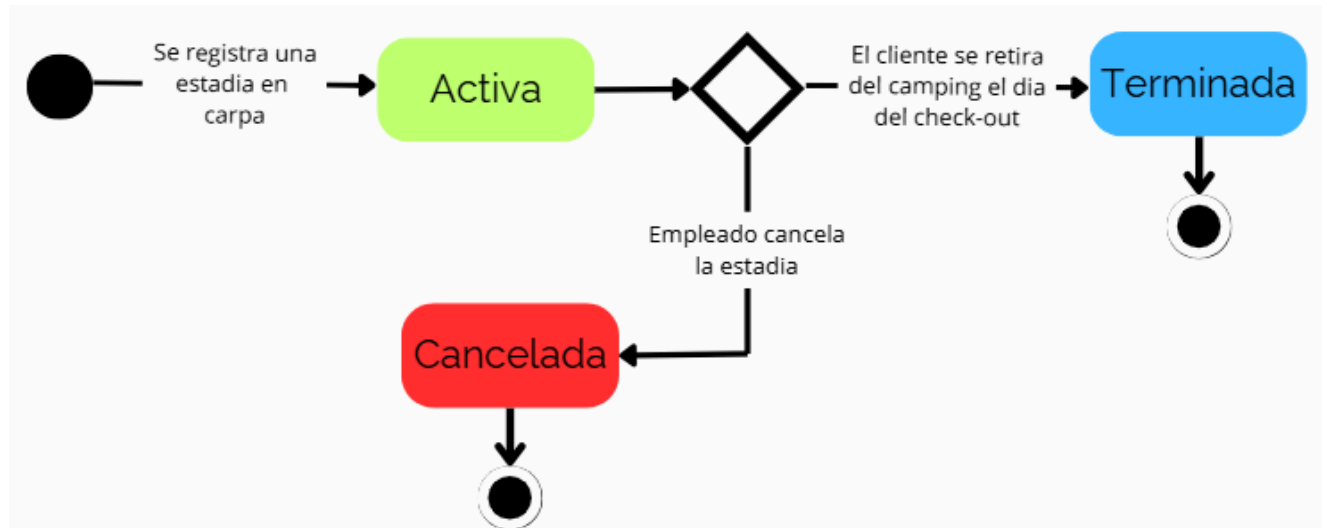 Se registra una
estadia en
carpa
Activa
El cliente se retira
del camping el dia
del check-out
Terminada
Empleado cancela
la estadia
Cancelada